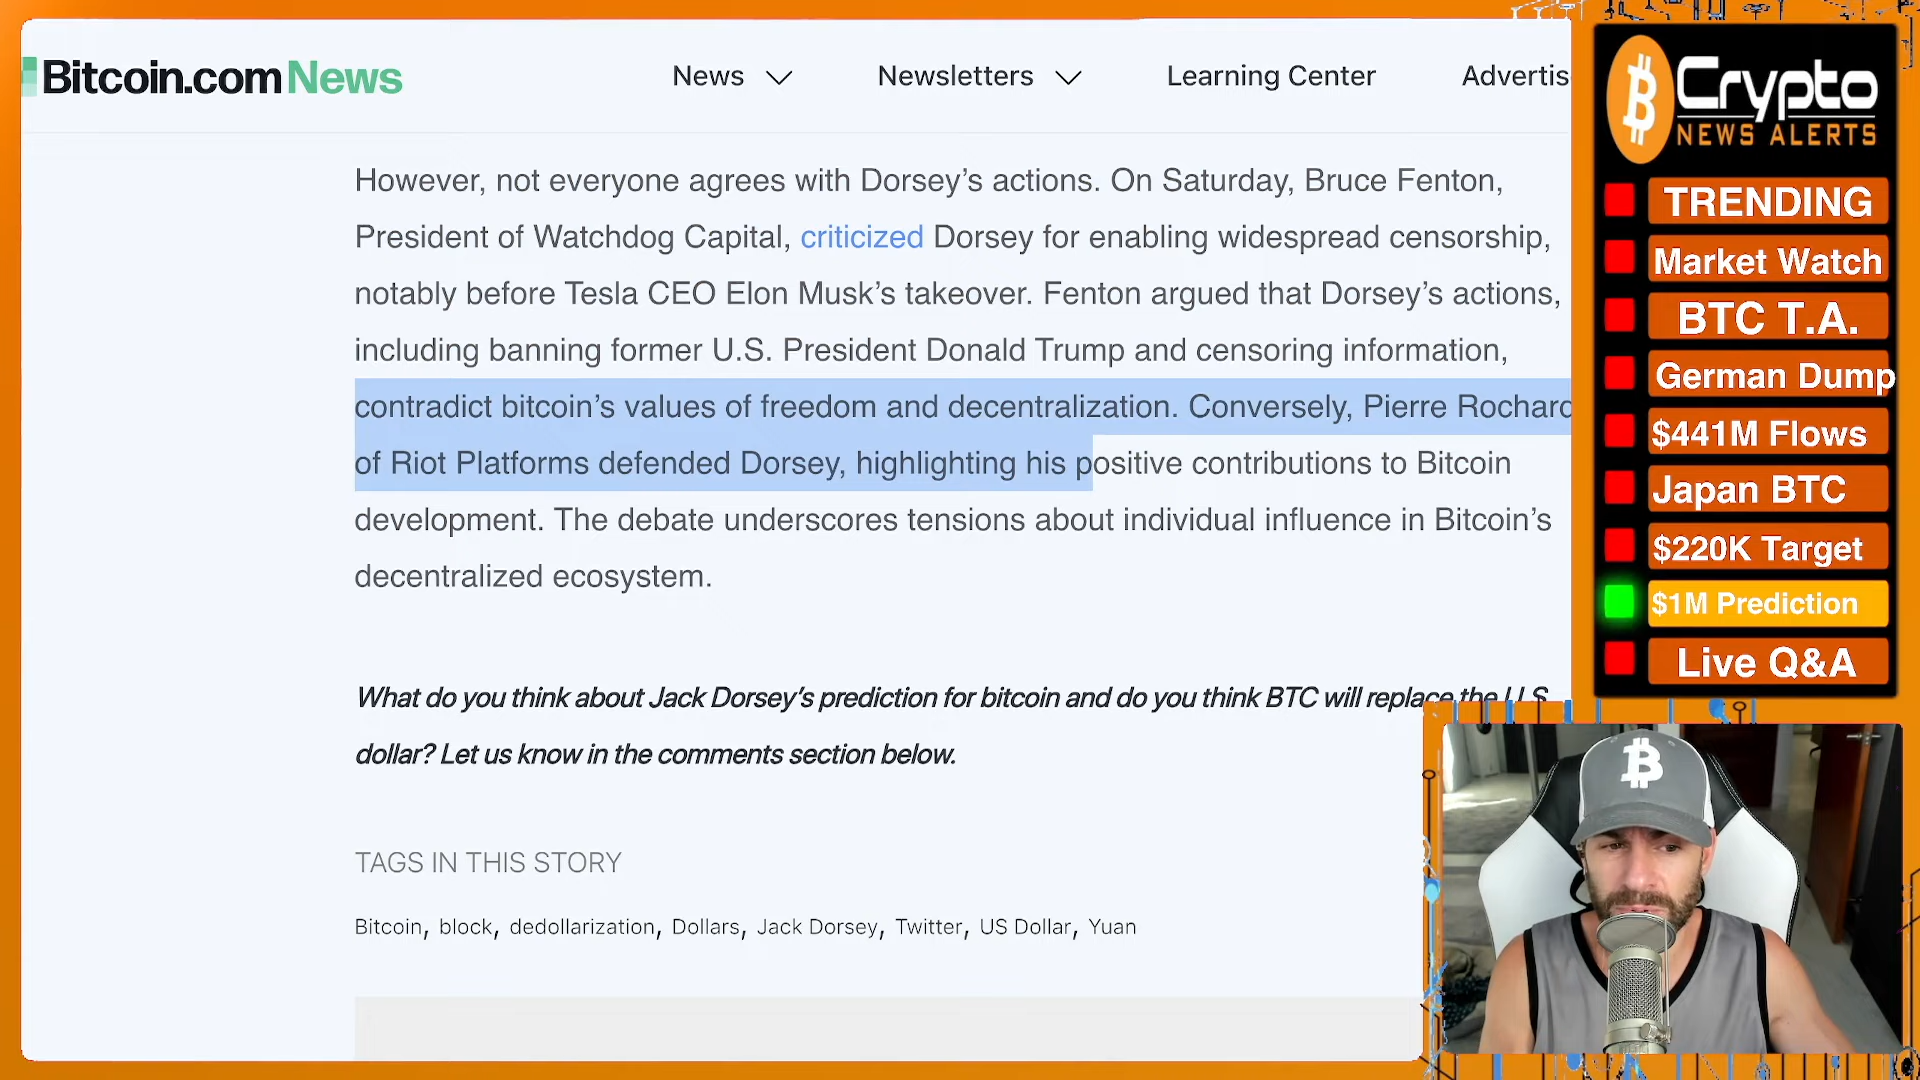 Bitcoin.com News
News
Newsletters
Learning Center
Advertis
However, not everyone agrees with Dorsey's actions. On Saturday, Bruce Fenton,
President of Watchdog Capital, criticized Dorsey for enabling widespread censorship,
notably before Tesla CEO Elon Musk's takeover. Fenton argued that Dorsey's actions,
including banning former U.S. President Donald Trump and censoring information,
contradict bitcoin's values of freedom and decentralization. Conversely, Pierre Rochard
of Riot Platforms defended Dorsey, highlighting his positive contributions to Bitcoin
development. The debate underscores tensions about individual influence in Bitcoin's
decentralized ecosystem.
What do you think about Jack Dorsey's prediction for bitcoin and do you think BTC will replace the U.S.
dollar? Let us know in the comments section below.
TAGS IN THIS STORY
Bitcoin, block, dedollarization, Dollars, Jack Dorsey, Twitter, US Dollar, Yuan
Crypto
NEWS ALERTS
TRENDING
Market Watch
BTC T.A.
German Dump
$441M Flows
Japan BTC
$220K Target
$1M Prediction
Live Q&A